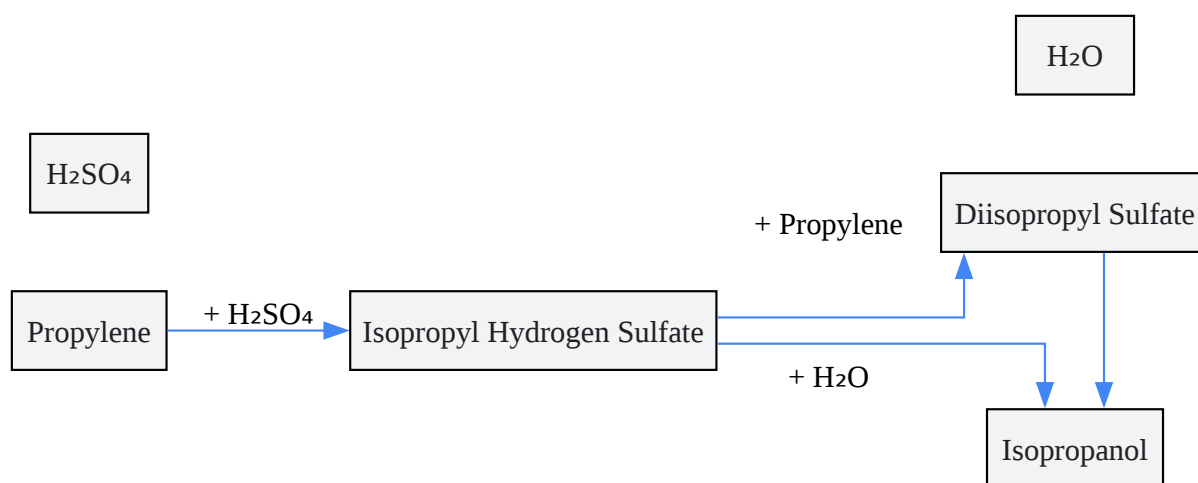 H₂O
H₂SO₄
Diisopropyl Sulfate
+ Propylene
+ H₂SO₄
Propylene
Isopropyl Hydrogen Sulfate
+ H₂O
Isopropanol